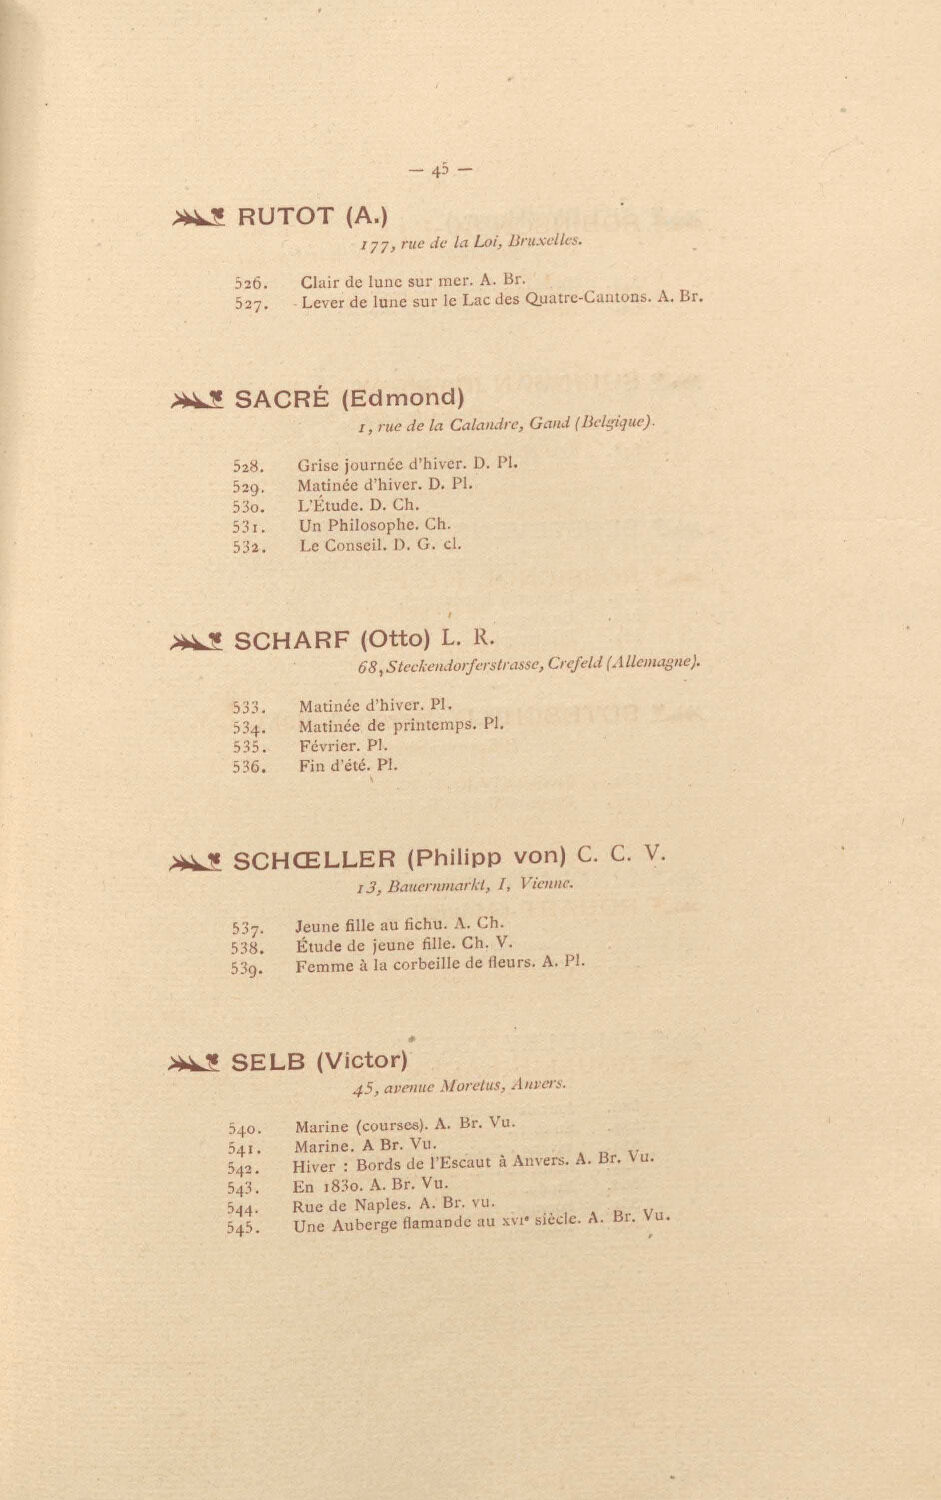 — 45 —
RUTOT (A.)
177, rue de la Loi, Bruxelles.
526. Clair de lune sur mer. A. Br.
527. Lever de lune sur le Lac des Quatre-Cantons. A. Br.
SACRÉ (Edmond)
1, rue de la Calandre, Gand (Belgique).
528. Grise journée d'hiver. D. Pl.
529. Matinée d'hiver. D. Pl.
530. L'Étude. D. Ch.
531. Un Philosophe. Ch.
532. Le Conseil. D. G. cl.
SCHARF (Otto) L. R.
68, Steckendorferstrasse, Crefeld (Allemagne).
533. Matinée d'hiver. Pl.
534. Matinée de printemps. Pl.
535. Février. Pl.
536. Fin d'été. Pl.
SCHŒLLER (Philipp von) C. C. V.
13, Bauernmarkt, I, Vienne.
537. Jeune fille au fichu. A. Ch.
538. Étude de jeune fille. Ch. V.
539. Femme à la corbeille de fleurs. A. Pl.
SELB (Victor)
45, avenue Moretus, Anvers.
540. Marine (courses). A. Br. Vu.
541. Marine. A Br. Vu.
542. Hiver : Bords de l'Escaut à Anvers. A. Br. Vu.
543. En 1830. A. Br. Vu.
544. Rue de Naples. A. Br. vu.
545. Une Auberge flamande au XVIe siècle. A. Br. Vu.